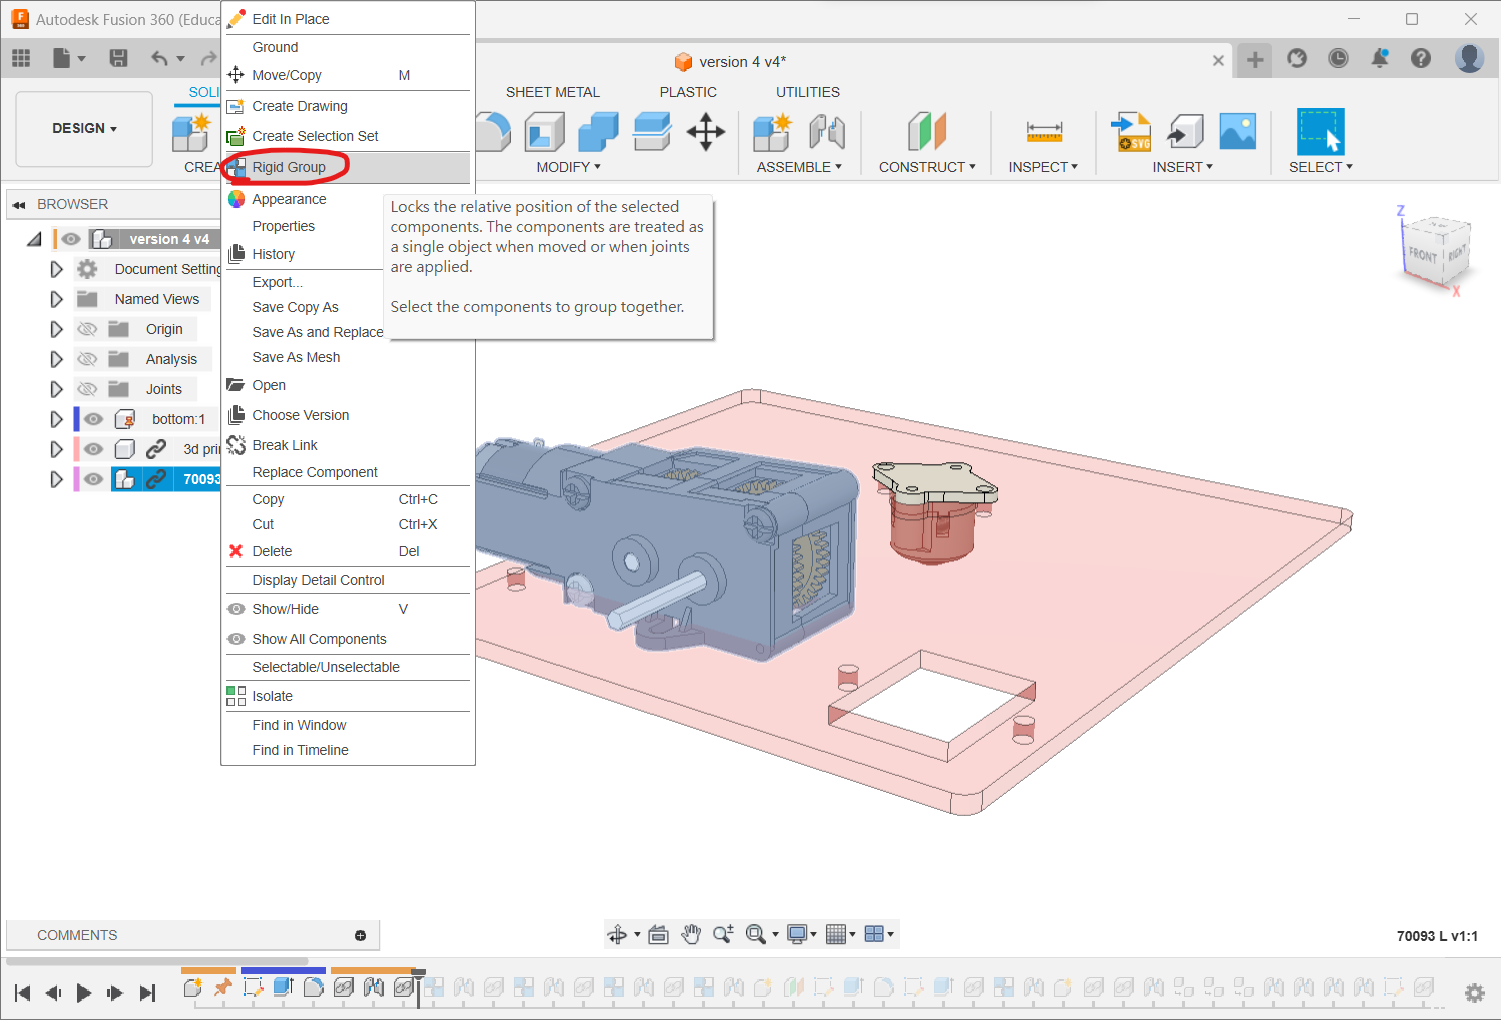 Autodesk Fusion 360 (Educa
version 4 v4*
DESIGN
SOLI
SHEET METAL
PLASTIC
UTILITIES
CREA
MODIFY
ASSEMBLE
CONSTRUCT
INSPECT
INSERT
SELECT
SVG
Edit In Place
Ground
Move/Copy M
Create Drawing
Create Selection Set
Rigid Group
Appearance
Properties
History
Export...
Save Copy As
Save As and Replace
Save As Mesh
Open
Choose Version
Break Link
Replace Component
Copy Ctrl+C
Cut Ctrl+X
Delete Del
Display Detail Control
Show/Hide V
Show All Components
Selectable/Unselectable
Isolate
Find in Window
Find in Timeline
Locks the relative position of the selected
components. The components are treated as
a single object when moved or when joints
are applied.
Select the components to group together.
BROWSER
version 4 v4
Document Setting
Named Views
Origin
Analysis
Joints
bottom:1
3d prin
70093
Z
FRONT
RIGHT
X
COMMENTS
70093 L v1:1